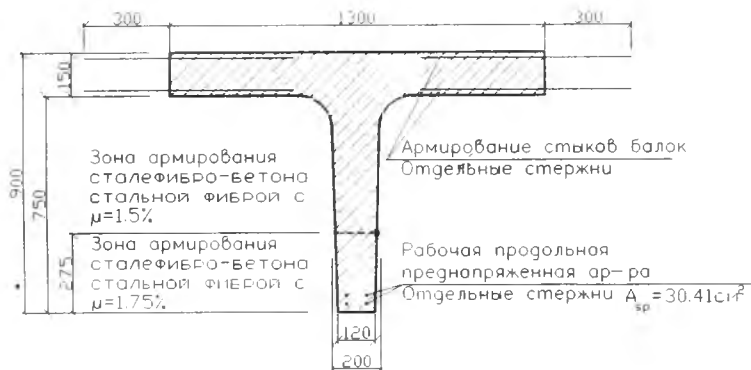 300 1300 300
150
900
750
275
Зона армирования
сталефибро-бетона
стальной фиброй с
μ=1.5%
Зона армирования
сталефибро-бетона
стальной фиброй с
μ=1.75%
Армирование стыков балок
Отдельные стержни
Рабочая продольная
преднапряженная ар-ра
Отдельные стержни A sp =30.41cm²
120
200